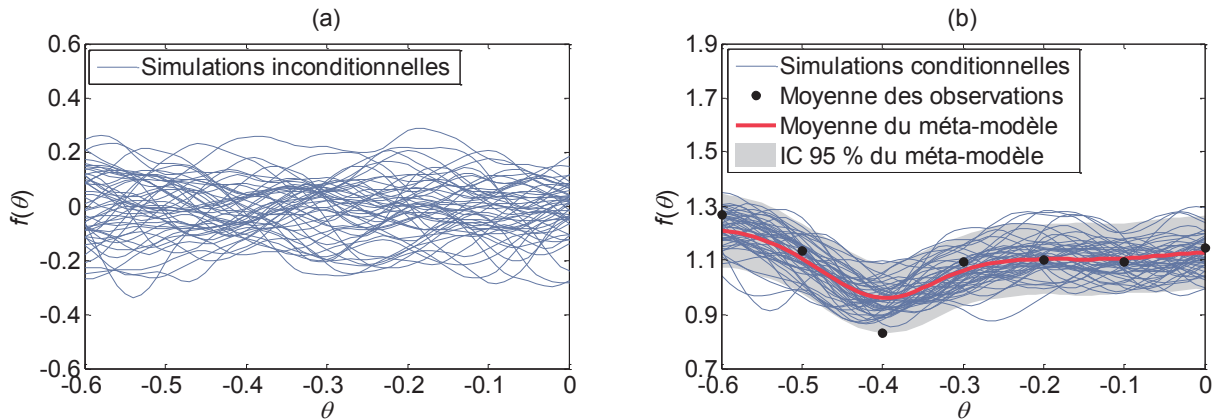 (a)
0.6
0.4
0.2
0
-0.2
-0.4
-0.6
f(θ)
Simulations inconditionnelles
-0.6 -0.5 -0.4 -0.3 -0.2 -0.1 0
θ
(b)
1.9
1.7
1.5
1.3
1.1
0.9
0.7
f(θ)
Simulations conditionnelles
Moyenne des observations
Moyenne du méta-modèle
IC 95 % du méta-modèle
-0.6 -0.5 -0.4 -0.3 -0.2 -0.1 0
θ